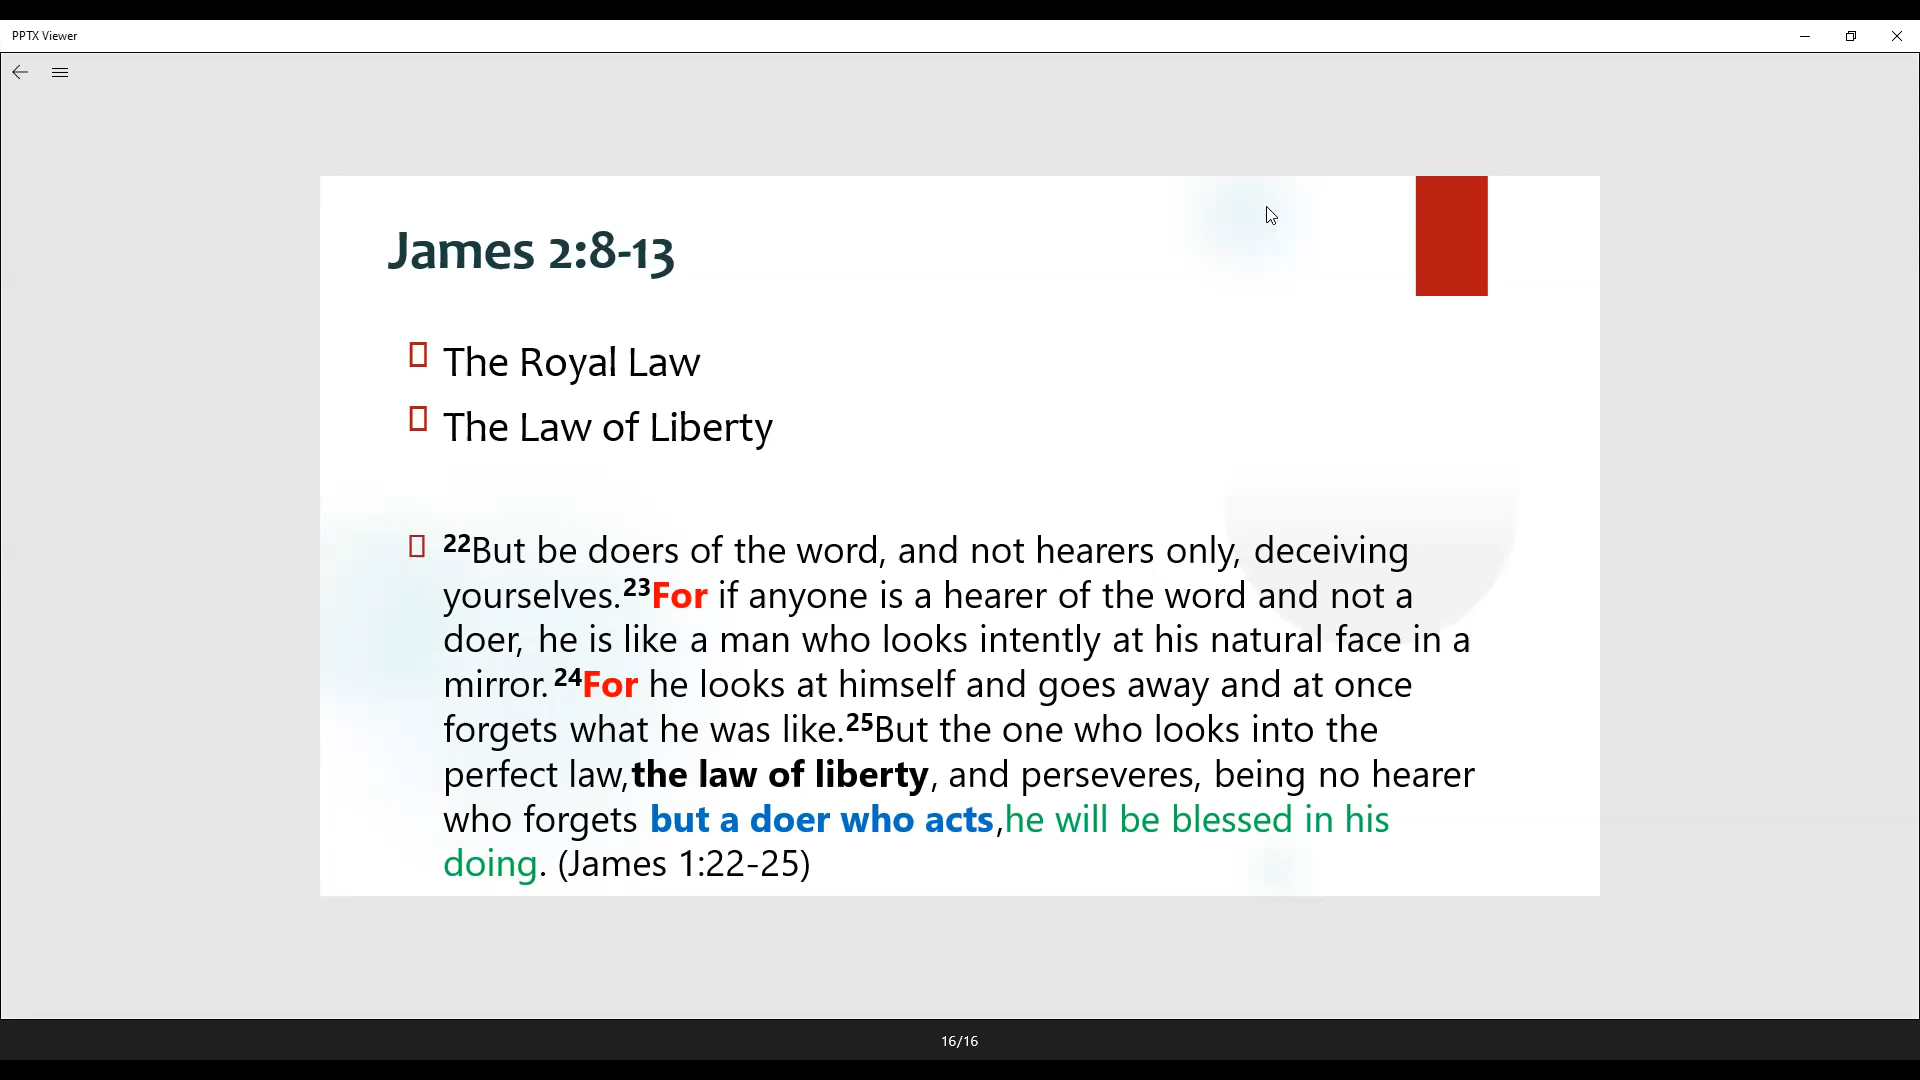 PPTX Viewer
James 2:8-13
The Royal Law
The Law of Liberty
22But be doers of the word, and not hearers only, deceiving
yourselves.23For if anyone is a hearer of the word and not a
doer, he is like a man who looks intently at his natural face in a
mirror.24For he looks at himself and goes away and at once
forgets what he was like.25But the one who looks into the
perfect law,the law of liberty, and perseveres, being no hearer
who forgets but a doer who acts,he will be blessed in his
doing. (James 1:22-25)
16/16